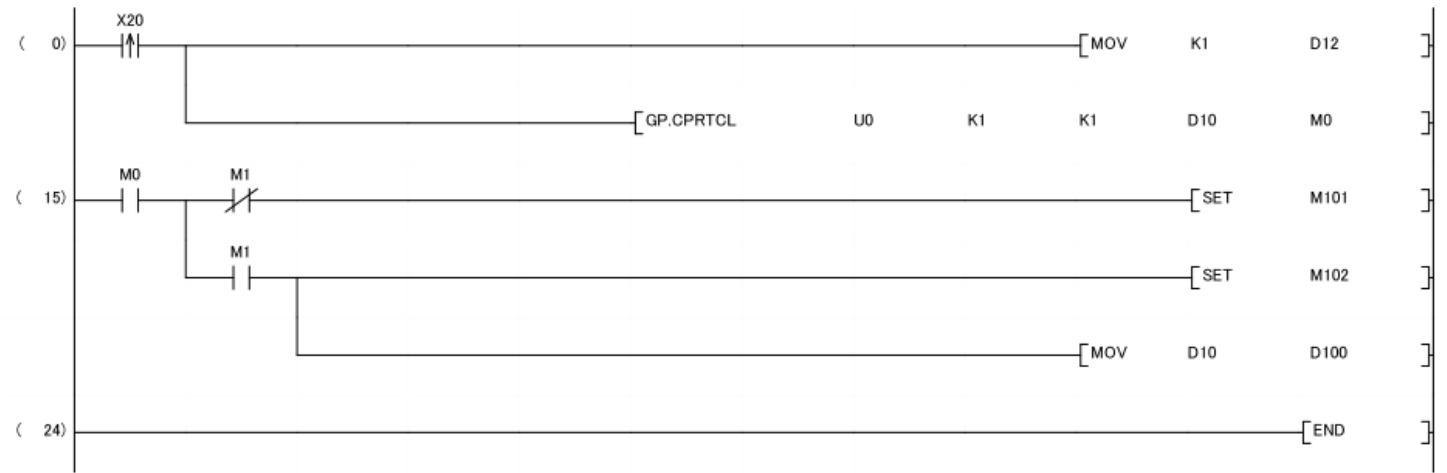 X20
( 0) MOV K1 D12
GP.CPRTCL U0 K1 K1 D10 M0
M0 M1
( 15) SET M101
M1
SET M102
MOV D10 D100
( 24) END